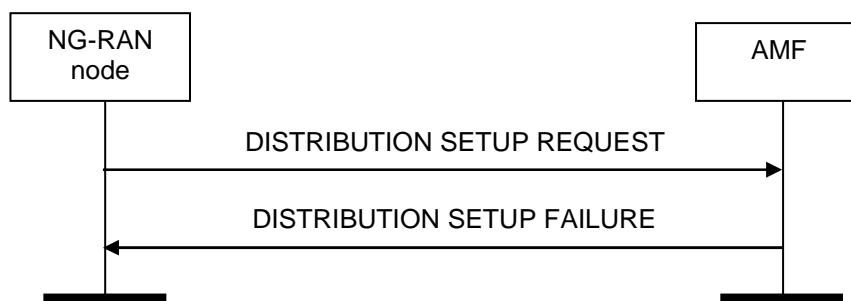 NG-RAN
node
AMF
DISTRIBUTION SETUP REQUEST
DISTRIBUTION SETUP FAILURE